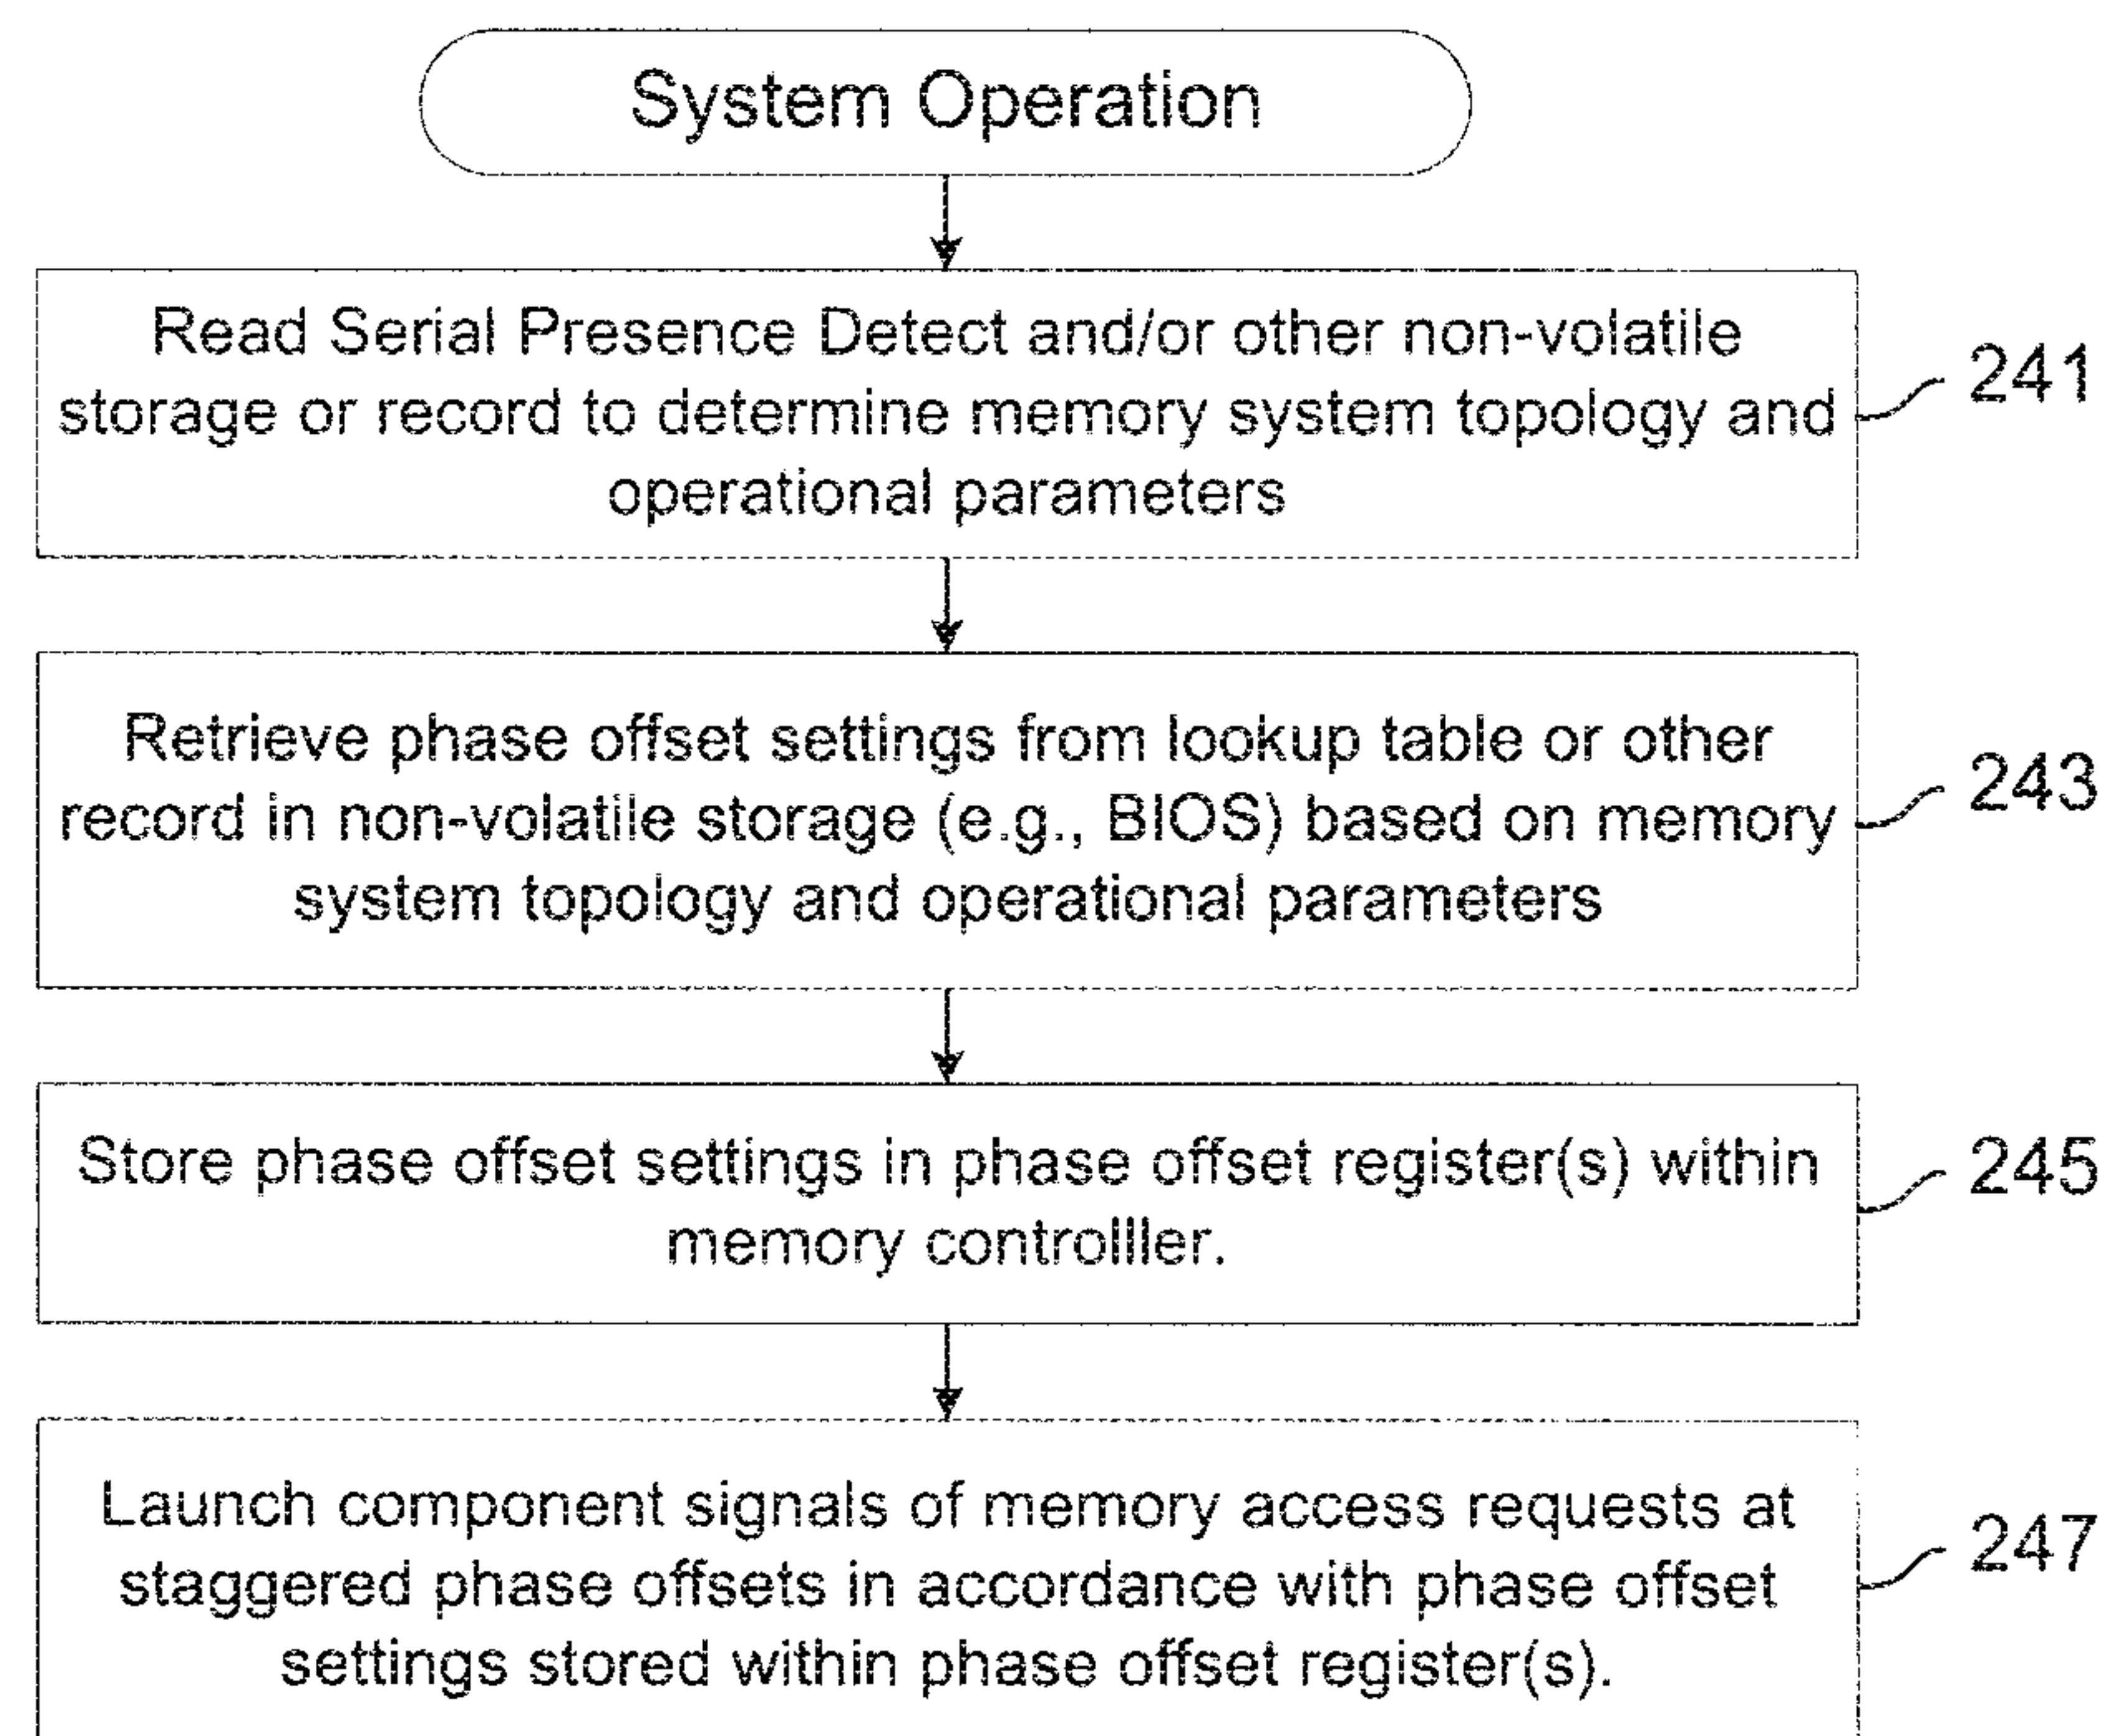 System Operation
Read Serial Presence Detect and/or other non-volatile
storage or record to determine memory system topology and
operational parameters
241
Retrieve phase offset settings from lookup table or other
record in non-volatile storage (e.g., BIOS) based on memory
system topology and operational parameters
243
Store phase offset settings in phase offset register(s) within
memory controlller.
245
Launch component signals of memory access requests at
staggered phase offsets in accordance with phase offset
settings stored within phase offset register(s).
247